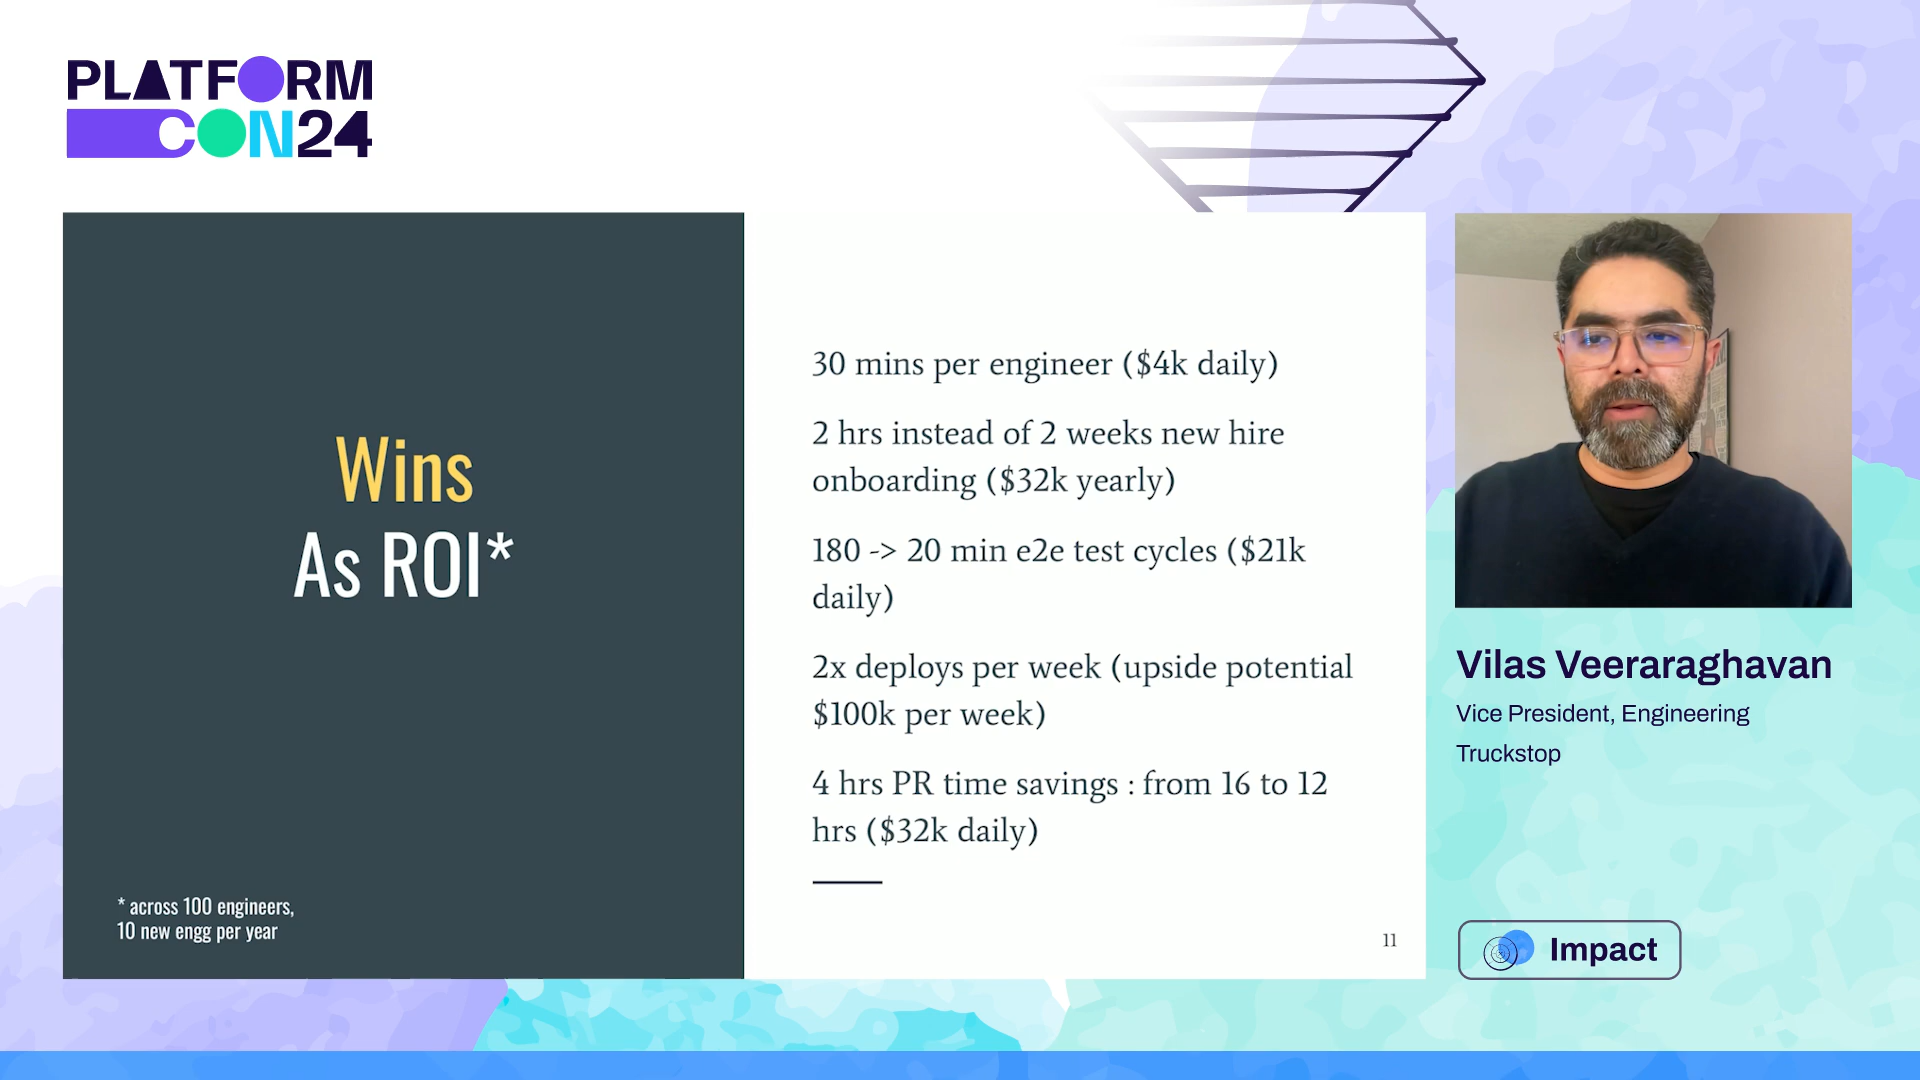 PLATFORM
CON24
Wins
As ROI*
* across 100 engineers,
10 new engg per year
30 mins per engineer ($4k daily)
2 hrs instead of 2 weeks new hire
onboarding ($32k yearly)
180 -> 20 min e2e test cycles ($21k
daily)
2x deploys per week (upside potential
$100k per week)
4 hrs PR time savings : from 16 to 12
hrs ($32k daily)
11
Vilas Veeraraghavan
Vice President, Engineering
Truckstop
Impact